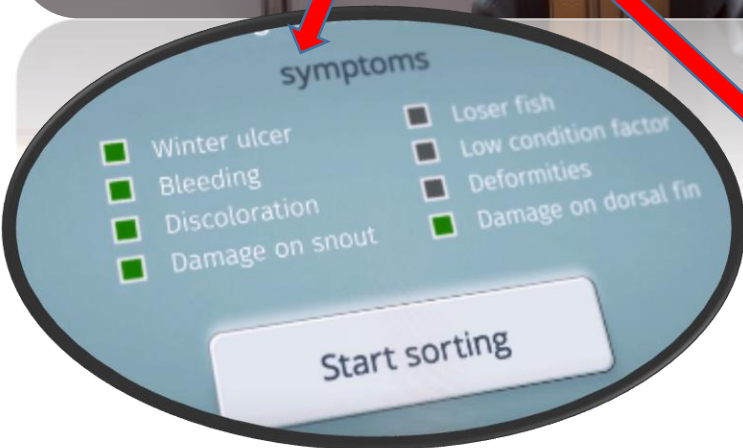 symptoms
Winter ulcer
Bleeding
Discoloration
Damage on snout
Loser fish
Low condition factor
Deformities
Damage on dorsal fin
Start sorting